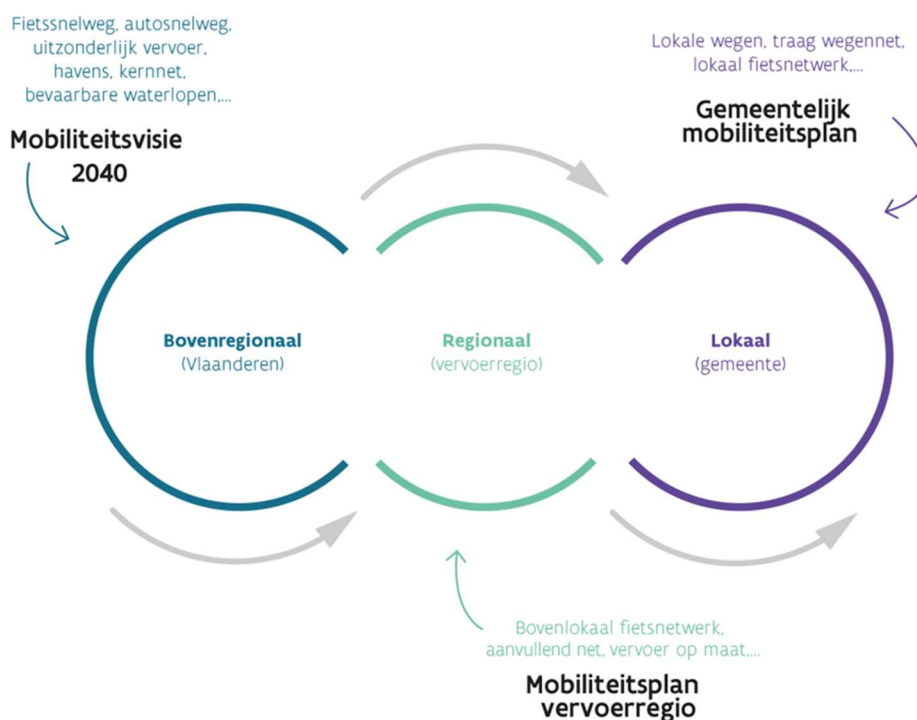 Fietssnelweg, autosnelweg,
uitzonderlijk vervoer,
havens, kernnet,
bevaarbare waterlopen,...
Mobiliteitsvisie
2040
Lokale wegen, traag wegennet,
lokaal fietsnetwerk,...
Gemeentelijk
mobiliteitsplan
Bovenregionaal
(Vlaanderen)
Regionaal
(vervoerregio)
Lokaal
(gemeente)
Bovenlokaal fietsnetwerk,
aanvullend net, vervoer op maat,...
Mobiliteitsplan
vervoerregio